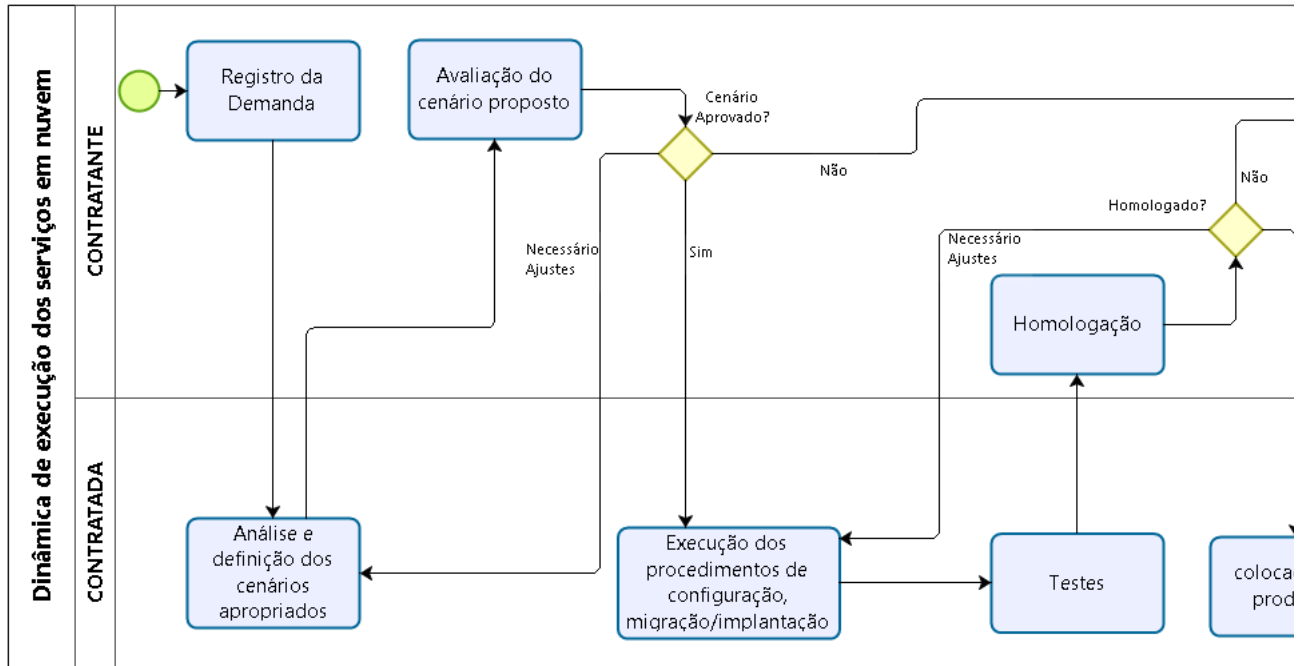 Dinâmica de execução dos serviços em nuvem
CONTRATANTE
Registro da
Demanda
Avaliação do
cenário proposto
Cenário
Aprovado?
Não
Necessário
Ajustes
Sim
Homologado?
Não
Necessário
Ajustes
Homologação
CONTRATADA
Análise e
definição dos
cenários
apropriados
Execução dos
procedimentos de
configuração,
migração/implantação
Testes
coloca
prod